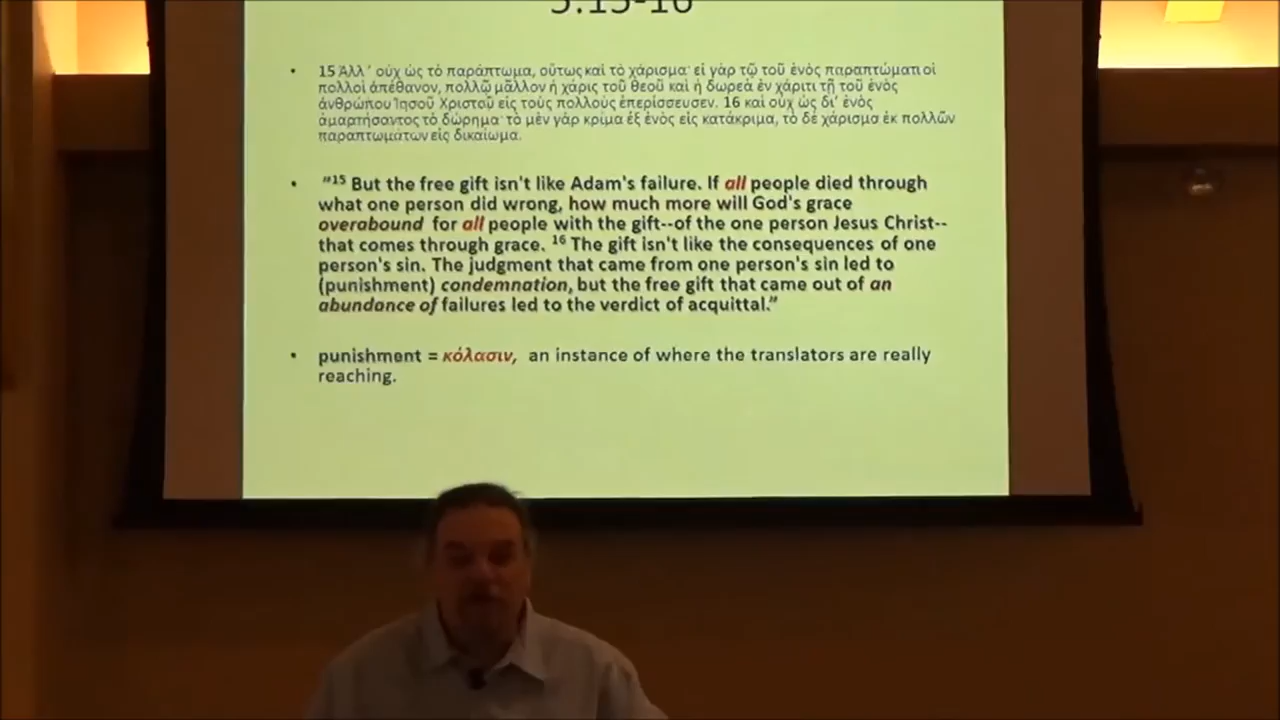 5:15-16
• 15 Ἀλλ᾽ οὐχ ὡς τὸ παράπτωμα, οὕτως καὶ τὸ χάρισμα· εἰ γὰρ τῷ τοῦ ἑνὸς παραπτώματι οἱ
πολλοὶ ἀπέθανον, πολλῷ μᾶλλον ἡ χάρις τοῦ θεοῦ καὶ ἡ δωρεὰ ἐν χάριτι τῇ τοῦ ἑνὸς
ἀνθρώπου Ἰησοῦ Χριστοῦ εἰς τοὺς πολλοὺς ἐπερίσσευσεν. 16 καὶ οὐχ ὡς δι᾽ ἑνὸς
ἁμαρτήσαντος τὸ δώρημα· τὸ μὲν γὰρ κρίμα ἐξ ἑνὸς εἰς κατάκριμα, τὸ δὲ χάρισμα ἐκ πολλῶν
παραπτωμάτων εἰς δικαίωμα.
• "15 But the free gift isn't like Adam's failure. If all people died through
what one person did wrong, how much more will God's grace
overabound for all people with the gift--of the one person Jesus Christ--
that comes through grace. 16 The gift isn't like the consequences of one
person's sin. The judgment that came from one person's sin led to
(punishment) condemnation, but the free gift that came out of an
abundance of failures led to the verdict of acquittal."
• punishment = κόλασιν, an instance of where the translators are really
reaching.